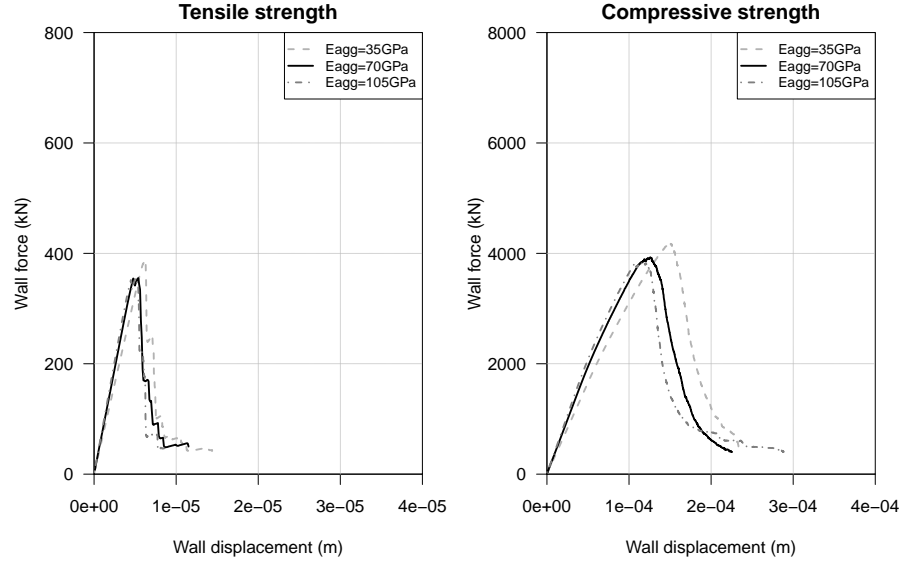 Tensile strength
800
600
400
200
0
Wall force (kN)
Eagg=35GPa
Eagg=70GPa
Eagg=105GPa
0e+00 1e−05 2e−05 3e−05 4e−05
Wall displacement (m)
Compressive strength
8000
6000
4000
2000
0
Wall force (kN)
Eagg=35GPa
Eagg=70GPa
Eagg=105GPa
0e+00 1e−04 2e−04 3e−04 4e−04
Wall displacement (m)